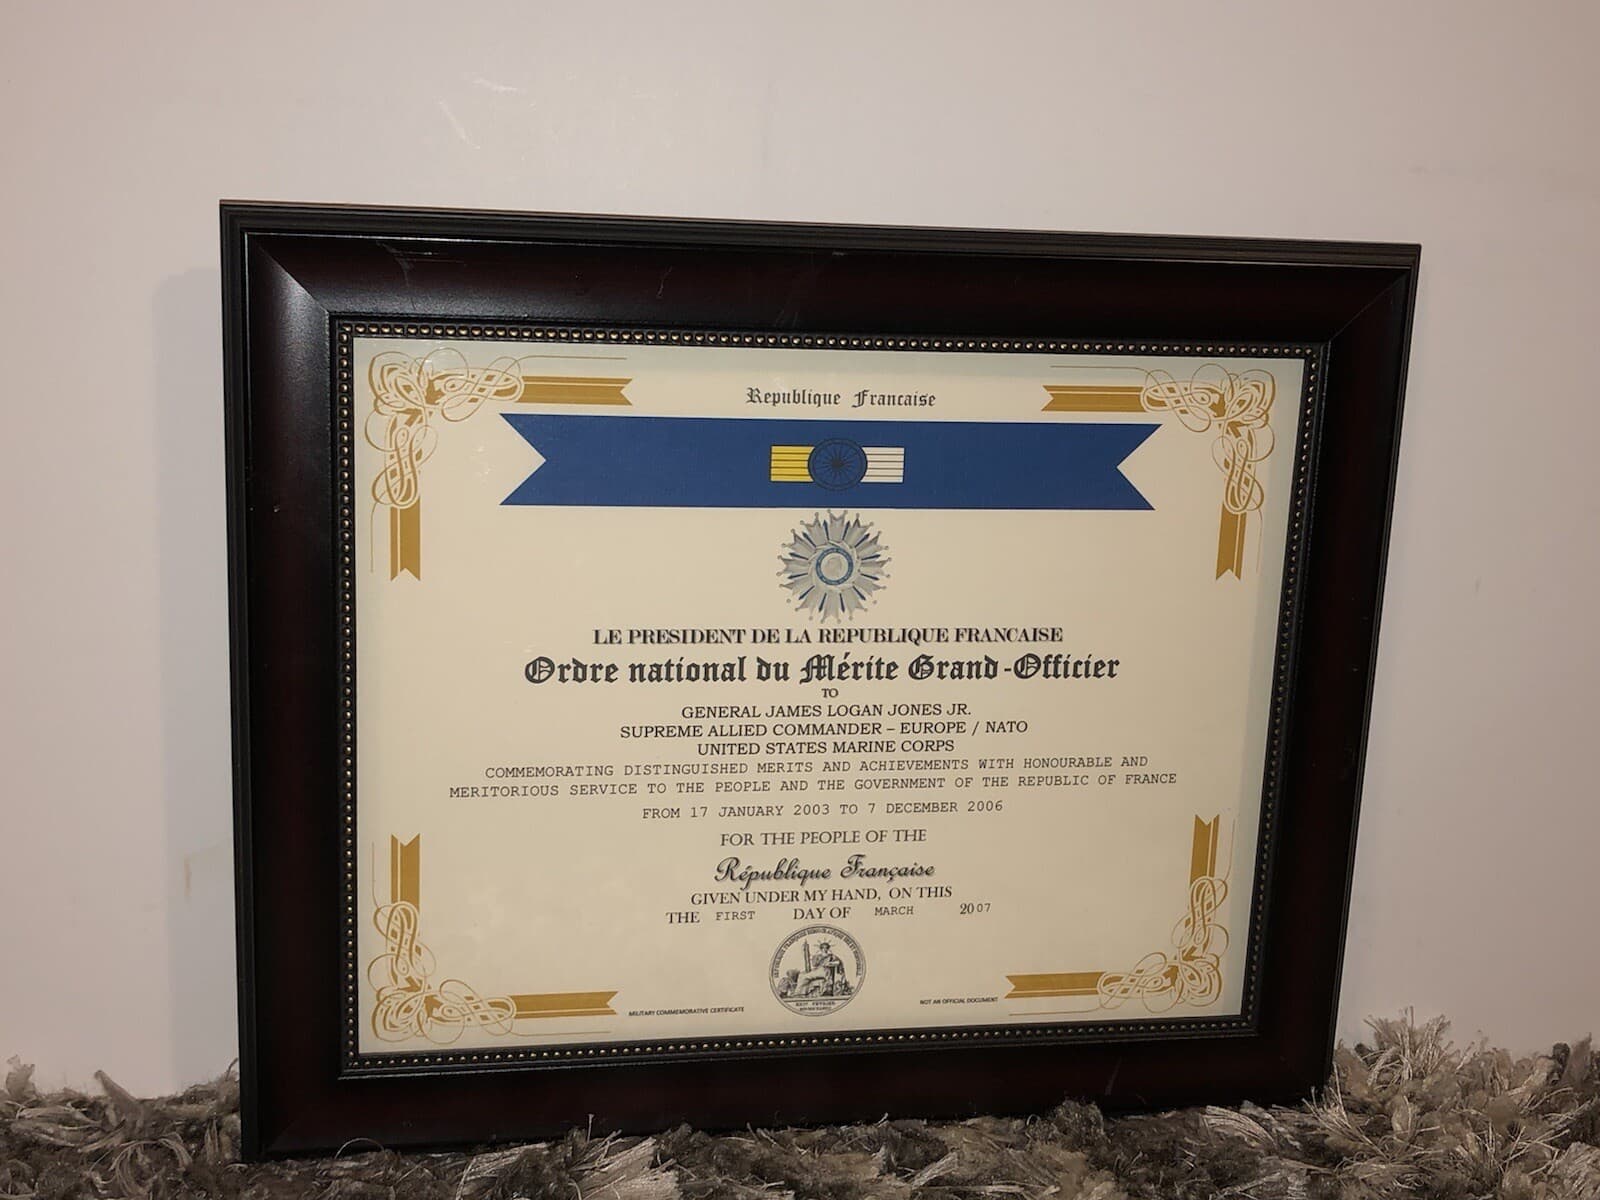 Republique Francaise
LE PRESIDENT DE LA REPUBLIQUE FRANCAISE
Ordre national du Mérite Grand-Officier
TO
GENERAL JAMES LOGAN JONES JR.
SUPREME ALLIED COMMANDER – EUROPE / NATO
UNITED STATES MARINE CORPS
COMMEMORATING DISTINGUISHED MERITS AND ACHIEVEMENTS WITH HONOURABLE AND
MERITORIOUS SERVICE TO THE PEOPLE AND THE GOVERNMENT OF THE REPUBLIC OF FRANCE
FROM 17 JANUARY 2003 TO 7 DECEMBER 2006
FOR THE PEOPLE OF THE
République Française
GIVEN UNDER MY HAND, ON THIS
THE FIRST DAY OF MARCH 2007
MILITARY COMMEMORATIVE CERTIFICATE
NOT AN OFFICIAL DOCUMENT